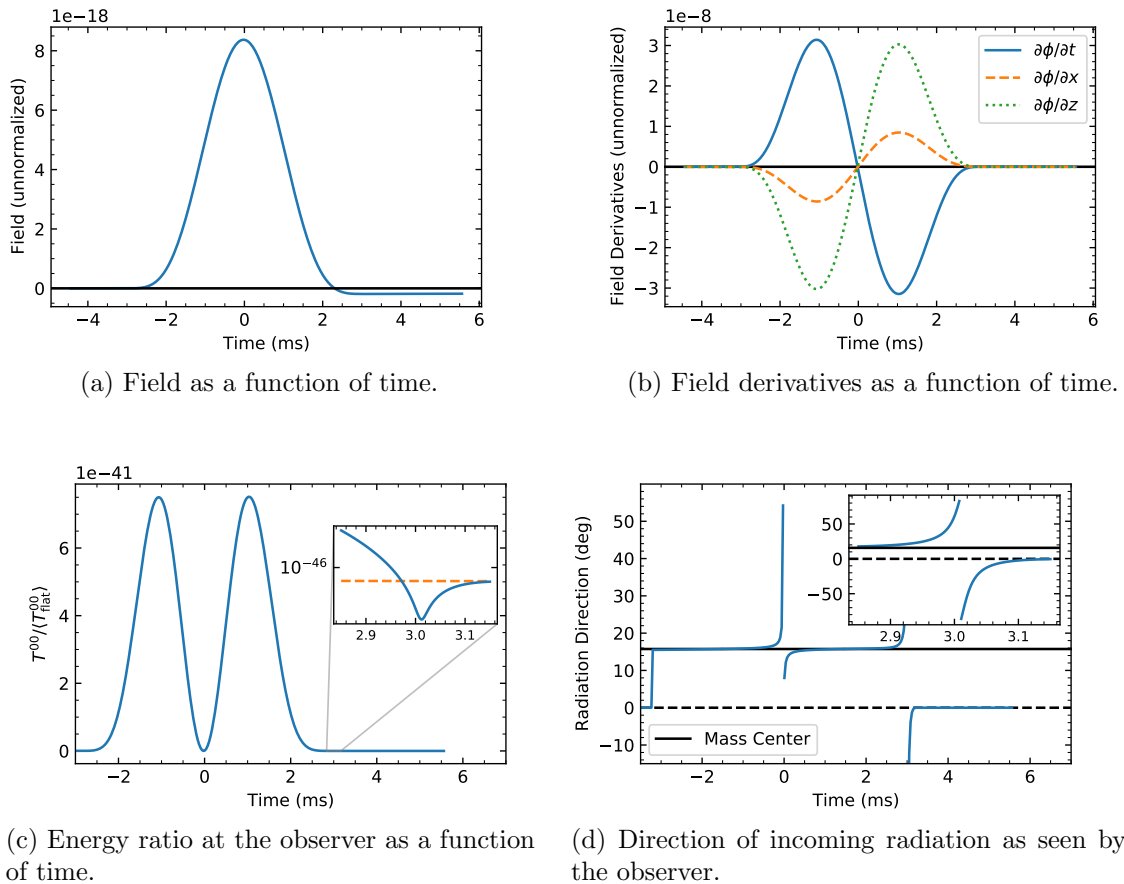 1e−18
8
6
4
2
0
Field (unnormalized)
−4
−2
0
2
4
6
Time (ms)
(a) Field as a function of time.
1e−8
3
2
1
0
−1
−2
−3
Field Derivatives (unnormalized)
∂ϕ/∂t
∂ϕ/∂x
∂ϕ/∂z
−4
−2
0
2
4
6
Time (ms)
(b) Field derivatives as a function of time.
1e−41
6
4
2
0
T⁰⁰/⟨T⁰⁰_flat⟩
10⁻⁴⁶
2.9
3.0
3.1
−2
0
2
4
6
Time (ms)
(c) Energy ratio at the observer as a function
of time.
50
40
30
20
10
0
−10
Radiation Direction (deg)
50
0
−50
2.9
3.0
3.1
Mass Center
−2
0
2
4
6
Time (ms)
(d) Direction of incoming radiation as seen by
the observer.